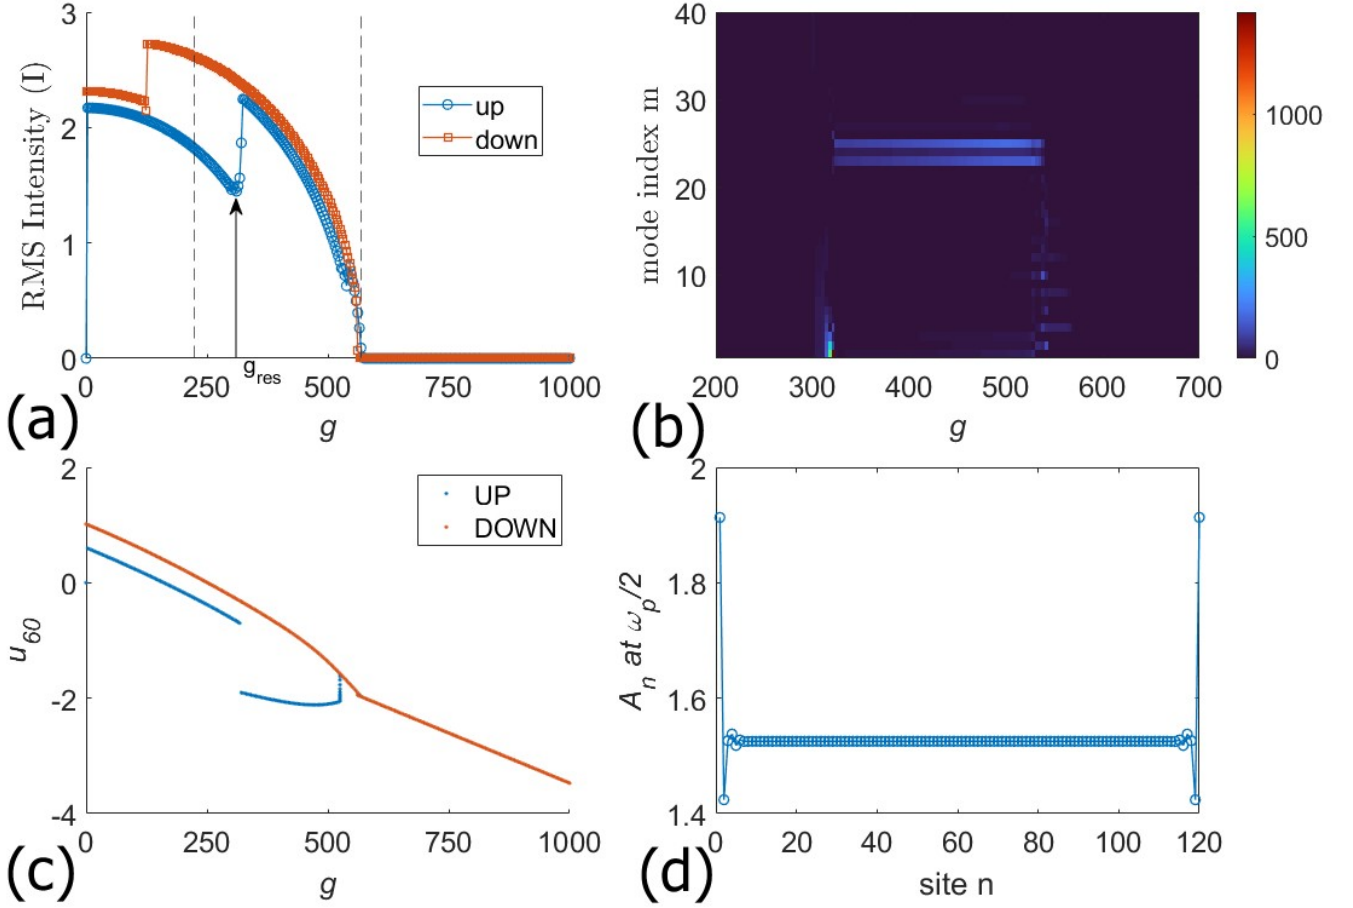 3
2
1
0
RMS Intensity (I)
up
down
g_res
0 250 500 750 1000
g
(a)
40
30
20
10
mode index m
200 300 400 500 600 700
g
1000
500
0
(b)
2
0
-2
-4
u_60
UP
DOWN
0 250 500 750 1000
g
(c)
2
1.8
1.6
1.4
A_n at ω_p/2
0 20 40 60 80 100 120
site n
(d)